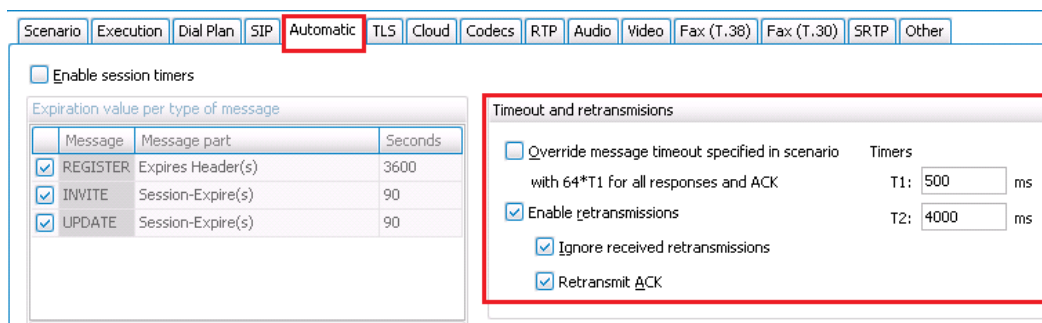 Scenario Execution Dial Plan SIP Automatic TLS Cloud Codecs RTP Audio Video Fax (T.38) Fax (T.30) SRTP Other
Enable session timers
Expiration value per type of message
Message Message part Seconds
REGISTER Expires Header(s) 3600
INVITE Session-Expire(s) 90
UPDATE Session-Expire(s) 90
Timeout and retransmisions
Override message timeout specified in scenario
with 64*T1 for all responses and ACK
Enable retransmissions
Ignore received retransmissions
Retransmit ACK
Timers
T1: 500 ms
T2: 4000 ms